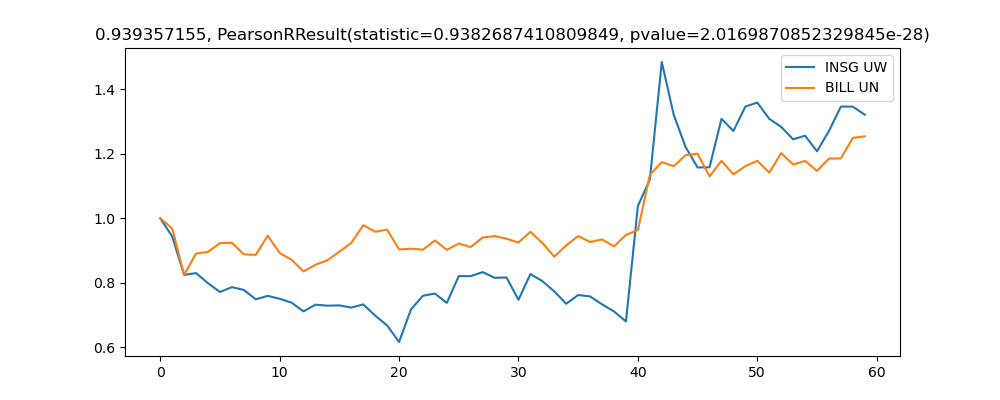 0.939357155, PearsonRResult(statistic=0.9382687410809849, pvalue=2.0169870852329845e-28)
INSG UW
BILL UN
1.4
1.2
1.0
0.8
0.6
0 10 20 30 40 50 60